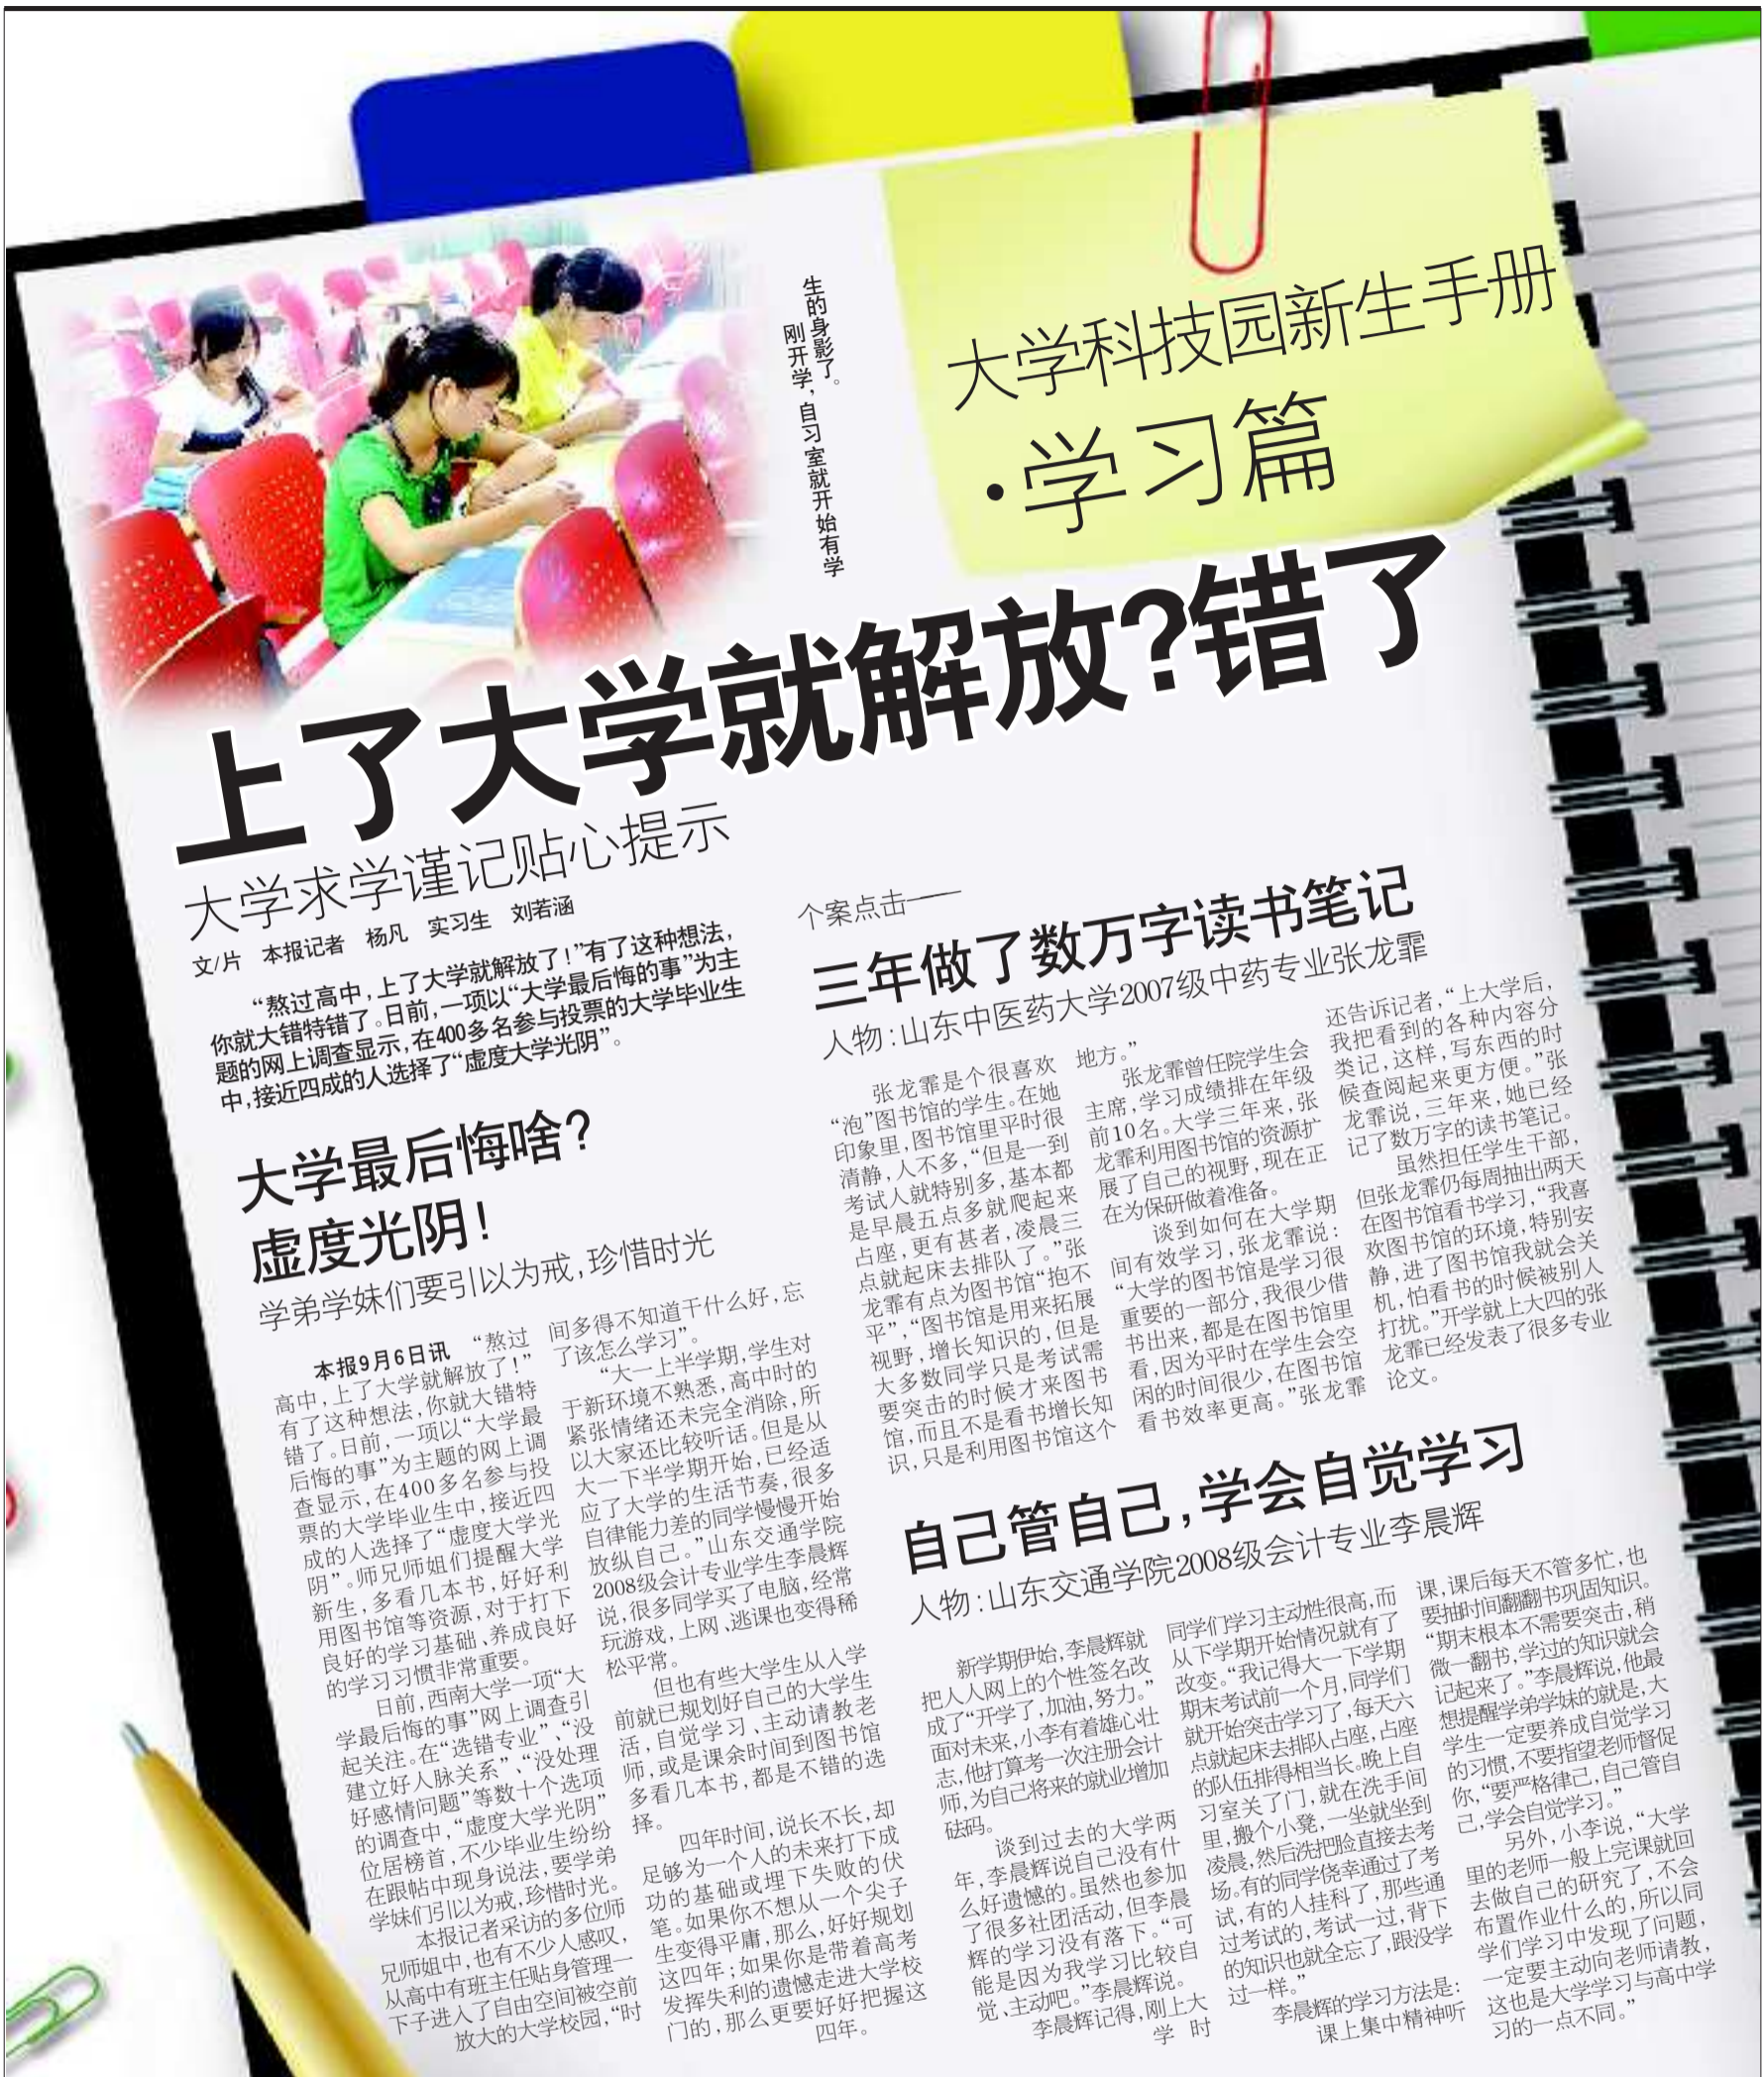 大学科技园新生手册
·学习篇
刚开学，自习室就开始有学
生的身影了。
上了大学就解放?错了
大学求学谨记贴心提示
文/片　本报记者　杨凡　实习生　刘若涵
“熬过高中，上了大学就解放了！”有了这种想法，
你就大错特错了。日前，一项以“大学最后悔的事”为主
题的网上调查显示，在400多名参与投票的大学毕业生
中，接近四成的人选择了“虚度大学光阴”。
大学最后悔啥？
虚度光阴！
学弟学妹们要引以为戒，珍惜时光
本报9月6日讯　“熬过
高中，上了大学就解放了！”
有了这种想法，你就大错特
错了。日前，一项以“大学最
后悔的事”为主题的网上调
查显示，在400多名参与投
票的大学毕业生中，接近四
成的人选择了“虚度大学光
阴”。师兄师姐们提醒大学
新生，多看几本书，好好利
用图书馆等资源，对于打下
良好的学习基础、养成良好
的学习习惯非常重要。
日前，西南大学一项“大
学最后悔的事”网上调查引
起关注。在“选错专业”、“没
建立好人脉关系”、“没处理
好感情问题”等数十个选项
的调查中，“虚度大学光阴”
位居榜首，不少毕业生纷纷
在跟帖中现身说法，要学弟
学妹们引以为戒，珍惜时光。
本报记者采访的多位师
兄师姐中，也有不少人感叹，
从高中有班主任贴身管理一
下子进入了自由空间被空前
放大的大学校园，“时
间多得不知道干什么好，忘
了该怎么学习”。
“大一上半学期，学生对
于新环境不熟悉，高中时的
紧张情绪还未完全消除，所
以大家还比较听话。但是从
大一下半学期开始，已经适
应了大学的生活节奏，很多
自律能力差的同学慢慢开始
放纵自己。”山东交通学院
2008级会计专业学生李晨辉
说，很多同学买了电脑，经常
玩游戏，上网、逃课也变得稀
松平常。
但也有些大学生从入学
前就已规划好自己的大学生
活，自觉学习、主动请教老
师，或是课余时间到图书馆
多看几本书，都是不错的选
择。
四年时间，说长不长，却
足够为一个人的未来打下成
功的基础或埋下失败的伏
笔。如果你不想从一个尖子
生变得平庸，那么，好好规划
这四年；如果你是带着高考
发挥失利的遗憾走进大学校
门的，那么更要好好把握这
四年。
个案点击——
三年做了数万字读书笔记
人物：山东中医药大学2007级中药专业张龙霏
张龙霏是个很喜欢
“泡”图书馆的学生。在她
印象里，图书馆里平时很
清静，人不多，“但是一到
考试人就特别多，基本都
是早晨五点多就爬起来
占座，更有甚者，凌晨三
点就起床去排队了。”张
龙霏有点为图书馆“抱不
平”，“图书馆是用来拓展
视野，增长知识的，但是
大多数同学只是考试需
要突击的时候才来图书
馆，而且不是看书增长知
识，只是利用图书馆这个
地方。”
张龙霏曾任院学生会
主席，学习成绩排在年级
前10名。大学三年来，张
龙霏利用图书馆的资源扩
展了自己的视野，现在正
在为保研做着准备。
谈到如何在大学期
间有效学习，张龙霏说：
“大学的图书馆是学习很
重要的一部分，我很少借
书出来，都是在图书馆里
看，因为平时在学生会空
闲的时间很少，在图书馆
看书效率更高。”张龙霏
还告诉记者，“上大学后，
我把看到的各种内容分
类记，这样，写东西的时
候查阅起来更方便。”张
龙霏说，三年来，她已经
记了数万字的读书笔记。
虽然担任学生干部，
但张龙霏仍每周抽出两天
在图书馆看书学习，“我喜
欢图书馆的环境，特别安
静，进了图书馆我就会关
机，怕看书的时候被别人
打扰。”开学就上大四的张
龙霏已经发表了很多专业
论文。
自己管自己，学会自觉学习
人物：山东交通学院2008级会计专业李晨辉
新学期伊始，李晨辉就
把人人网上的个性签名改
成了“开学了，加油，努力。”
面对未来，小李有着雄心壮
志，他打算考一次注册会计
师，为自己将来的就业增加
砝码。
谈到过去的大学两
年，李晨辉说自己没有什
么好遗憾的。虽然也参加
了很多社团活动，但李晨
辉的学习没有落下。“可
能是因为我学习比较自
觉、主动吧。”李晨辉说。
李晨辉记得，刚上大
学时
同学们学习主动性很高，而
从下学期开始情况就有了
改变。“我记得大一下学期
期末考试前一个月，同学们
就开始突击学习了，每天六
点就起床去排队占座，占座
的队伍排得相当长。晚上自
习室关了门，就在洗手间
里，搬个小凳，一坐就坐到
凌晨，然后洗把脸直接去考
场。有的同学侥幸通过了考
试，有的人挂科了，那些通
过考试的，考试一过，背下
的知识也就全忘了，跟没学
过一样。”
李晨辉的学习方法是：
课上集中精神听
课，课后每天不管多忙，也
要抽时间翻翻书巩固知识。
“期末根本不需要突击，稍
微一翻书，学过的知识就会
记起来了。”李晨辉说，他最
想提醒学弟学妹的就是，大
学生一定要养成自觉学习
的习惯，不要指望老师督促
你，“要严格律己，自己管自
己，学会自觉学习。”
另外，小李说，“大学
里的老师一般上完课就回
去做自己的研究了，不会
布置作业什么的，所以同
学们学习中发现了问题，
一定要主动向老师请教，
这也是大学学习与高中学
习的一点不同。”